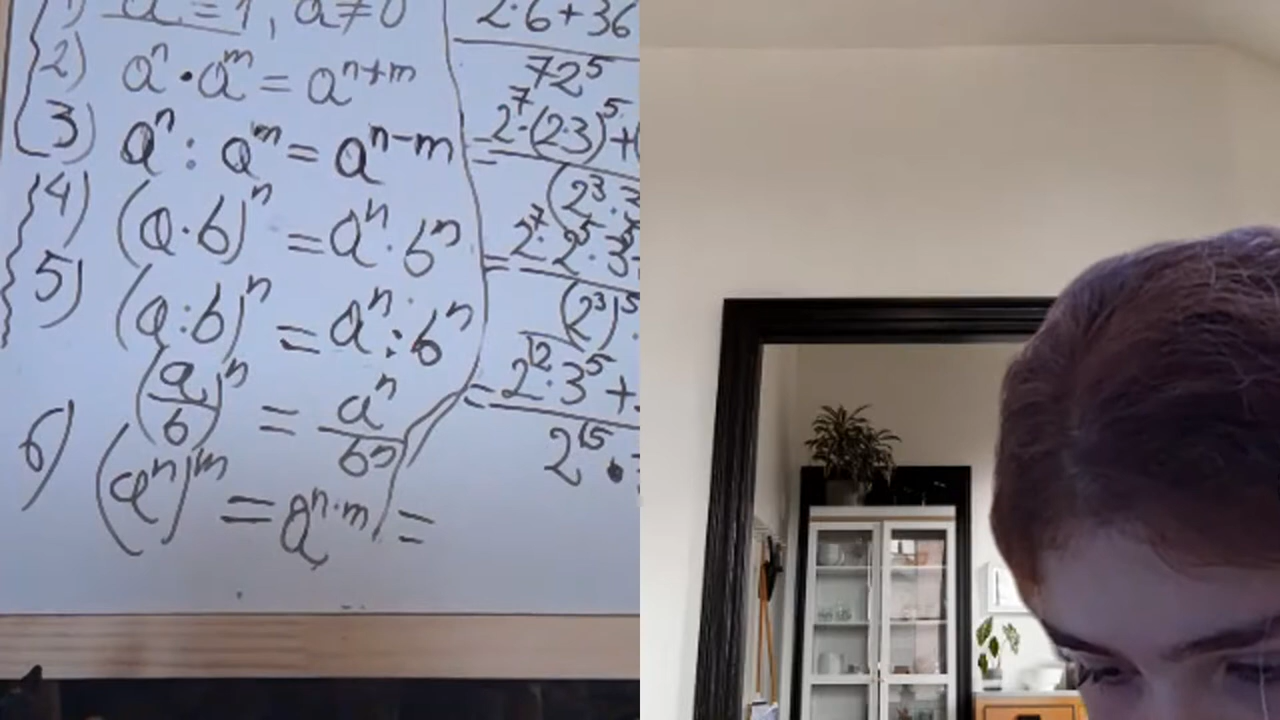 1) a = 1, a ≠ 0
2) aⁿ · aᵐ = aⁿ⁺ᵐ
3) aⁿ : aᵐ = aⁿ⁻ᵐ
4) (a·b)ⁿ = aⁿ · bⁿ
5) (a:b)ⁿ = aⁿ : bⁿ
(a/b)ⁿ = aⁿ/bⁿ
6) (aⁿ)ᵐ = aⁿ·ᵐ =
2·6+36
72⁵
= 2⁷·(2·3)⁵+(
(2³·
= 2⁷·2⁵·3⁵
(2³)⁵·
= 2¹²·3⁵+
2¹⁵·